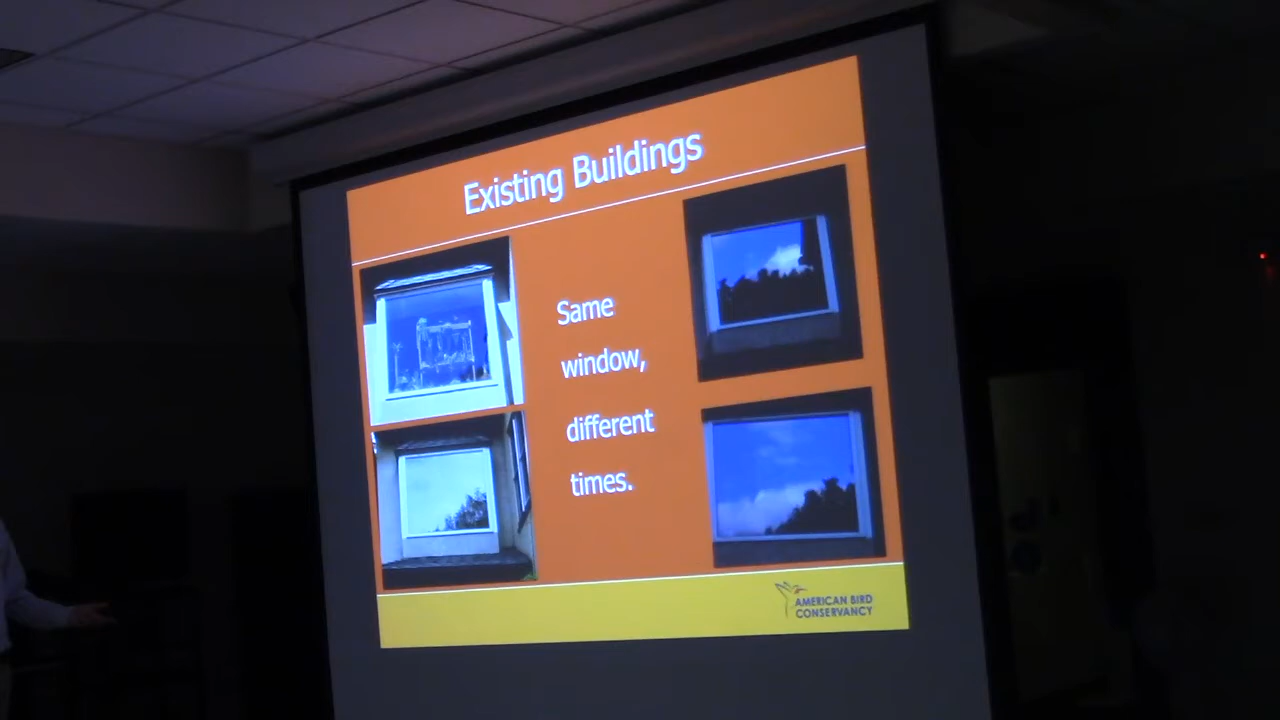 Existing Buildings
Same
window,
different
times.
AMERICAN BIRD
CONSERVANCY